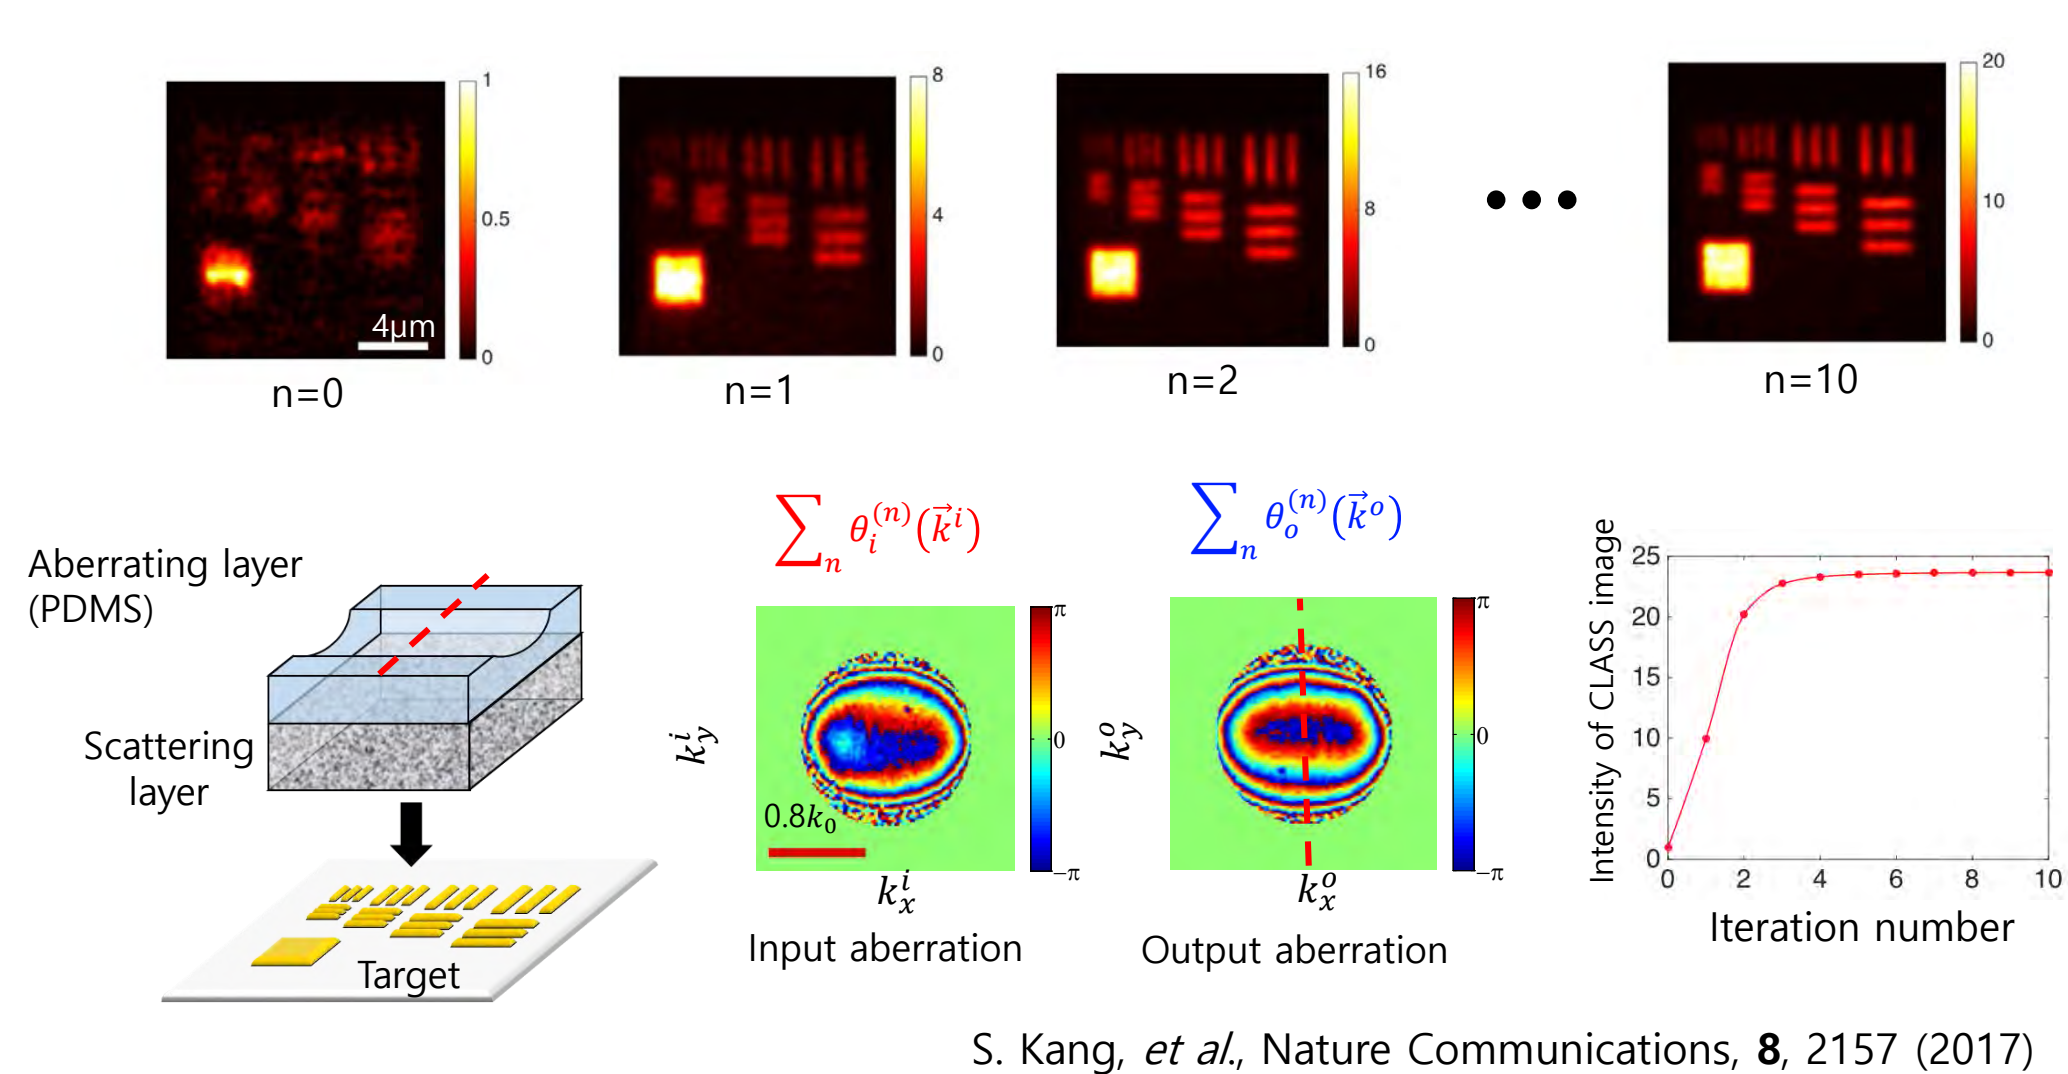 1
0.5
0
4μm
n=0
8
4
0
n=1
16
8
0
n=2
•••
20
10
0
n=10
Aberrating layer
(PDMS)
Scattering
layer
Target
∑n θi(n)(k⃗i)
π
0
−π
kyi
0.8k0
kxi
Input aberration
∑n θo(n)(k⃗o)
π
0
−π
kyo
kxo
Output aberration
Intensity of CLASS image
25
20
15
10
5
0
0 2 4 6 8 10
Iteration number
S. Kang, et al., Nature Communications, 8, 2157 (2017)